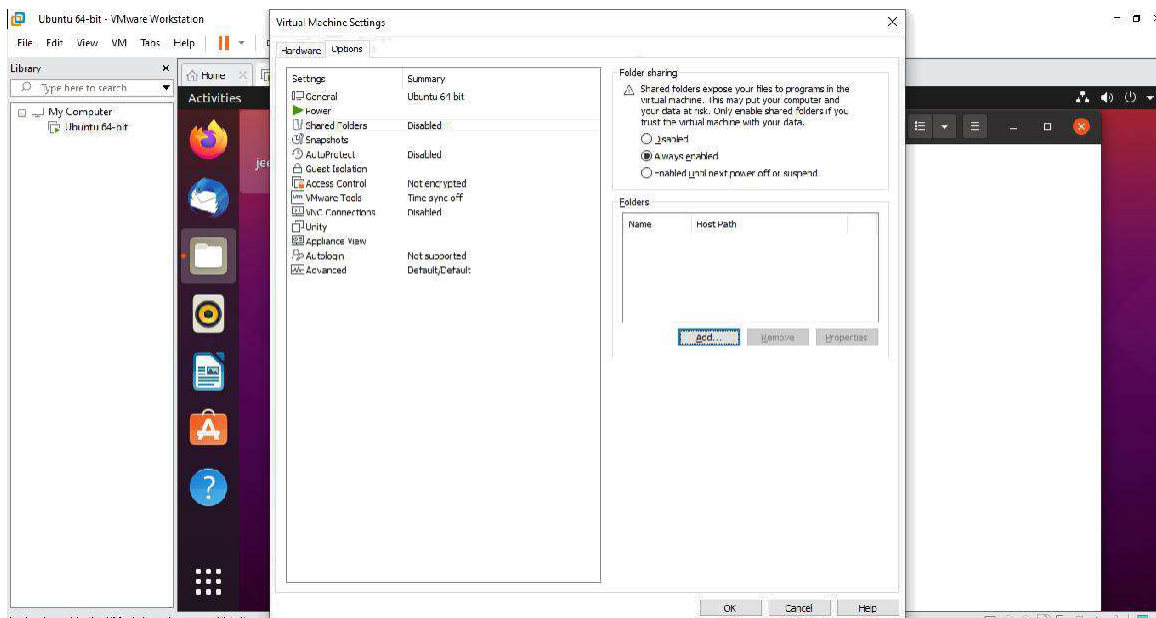 Ubuntu 64-bit - VMware Workstation
File Edit View VM Tabs Help
Library
Type here to search
My Computer
Ubuntu 64-bit
Home
Activities
jee
Virtual Machine Settings
Hardware Options
Settings Summary
General Ubuntu 64 bit
Power
Shared Folders Disabled
Snapshots
AutoProtect Disabled
Guest Isolation
Access Control Not encrypted
VMware Tools Time sync off
VNC Connections Disabled
Unity
Appliance View
Autologin Not supported
Advanced Default/Default
Folder sharing
Shared folders expose your files to programs in the
virtual machine. This may put your computer and
your data at risk. Only enable shared folders if you
trust the virtual machine with your data.
Disabled
Always enabled
Enabled until next power off or suspend
Folders
Name Host Path
Add... Remove Properties
OK Cancel Help